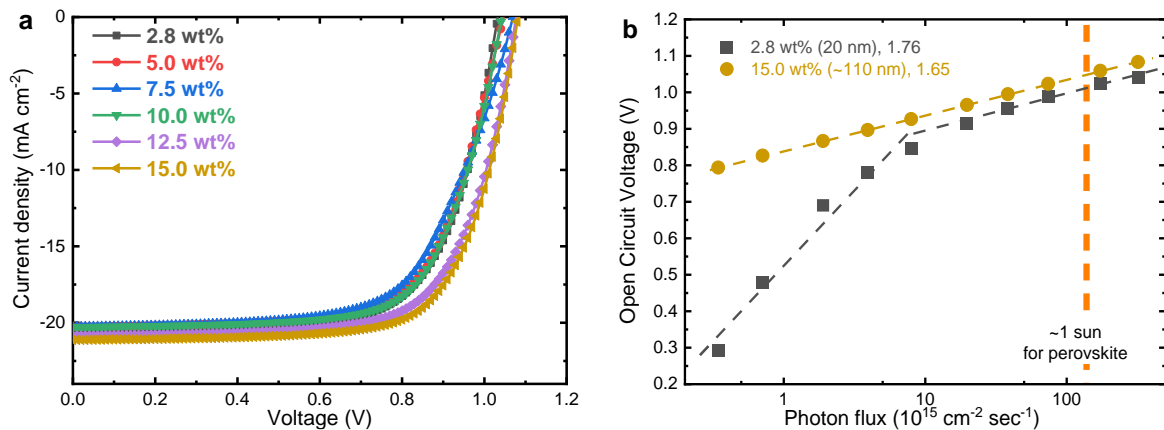 a
2.8 wt%
5.0 wt%
7.5 wt%
10.0 wt%
12.5 wt%
15.0 wt%
0
-5
-10
-15
-20
0.0 0.2 0.4 0.6 0.8 1.0 1.2
Voltage (V)
Current density (mA cm-2)
b
2.8 wt% (20 nm), 1.76
15.0 wt% (~110 nm), 1.65
1.2
1.1
1.0
0.9
0.8
0.7
0.6
0.5
0.4
0.3
0.2
~1 sun
for perovskite
1 10 100
Photon flux (10^15 cm-2 sec-1)
Open Circuit Voltage (V)